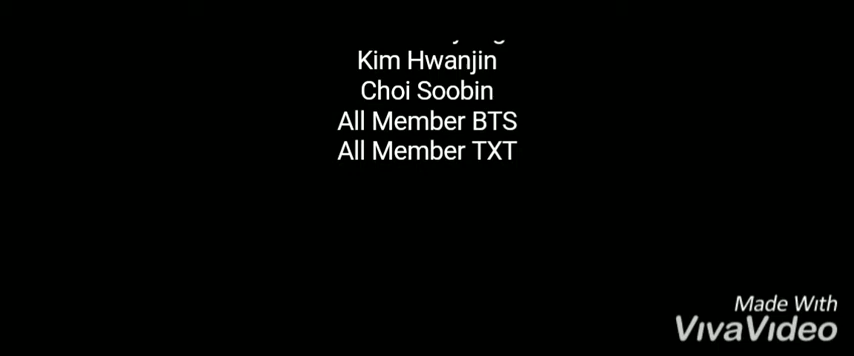 Kim Hwanjin
Choi Soobin
All Member BTS
All Member TXT
Made With
VivaVideo